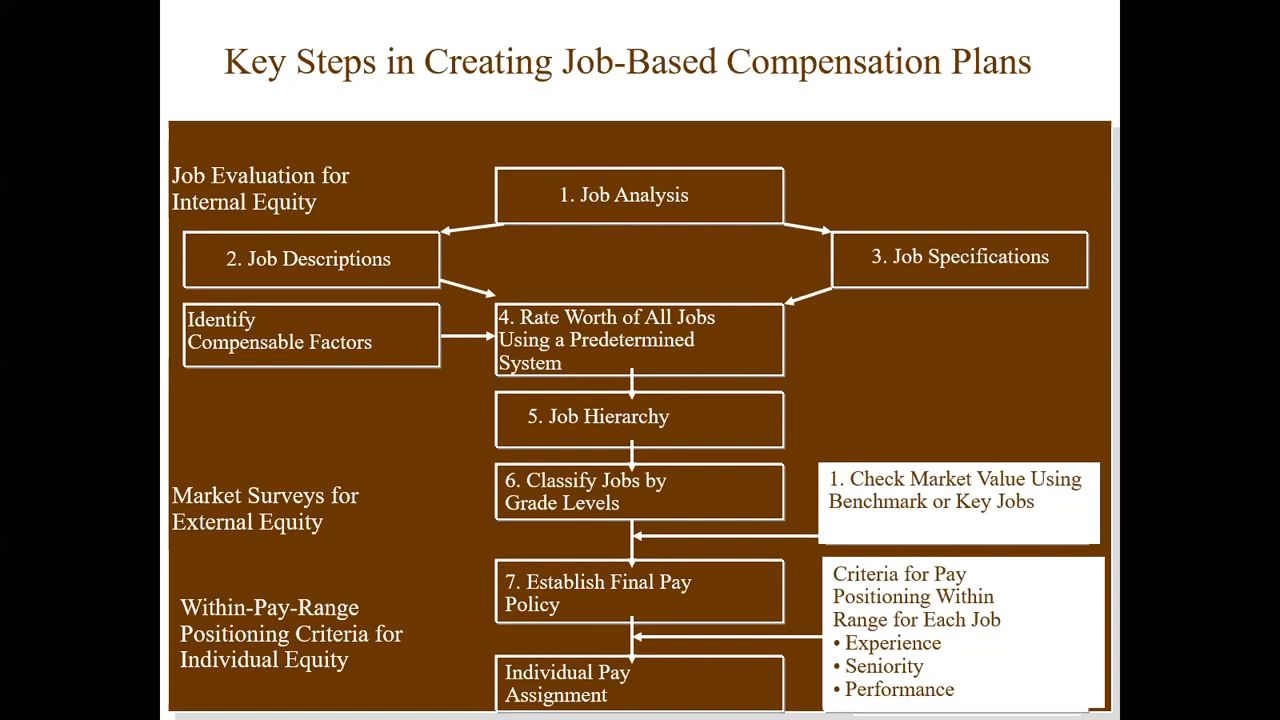 Key Steps in Creating Job-Based Compensation Plans
Job Evaluation for
Internal Equity
1. Job Analysis
2. Job Descriptions
3. Job Specifications
Identify
Compensable Factors
4. Rate Worth of All Jobs
Using a Predetermined
System
5. Job Hierarchy
Market Surveys for
External Equity
6. Classify Jobs by
Grade Levels
1. Check Market Value Using
Benchmark or Key Jobs
7. Establish Final Pay
Policy
Within-Pay-Range
Positioning Criteria for
Individual Equity
Criteria for Pay
Positioning Within
Range for Each Job
• Experience
• Seniority
• Performance
Individual Pay
Assignment